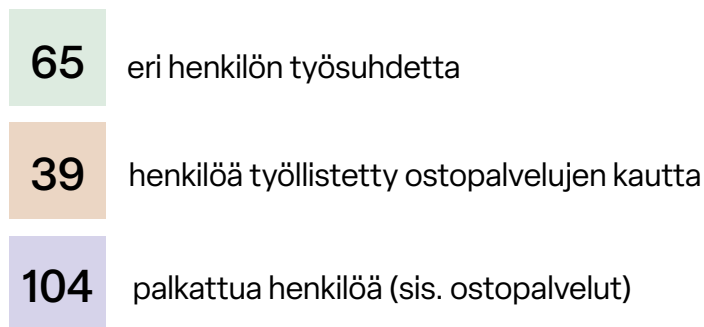 65 eri henkilön työsuhdetta
39 henkilöä työllistetty ostopalvelujen kautta
104 palkattua henkilöä (sis. ostopalvelut)